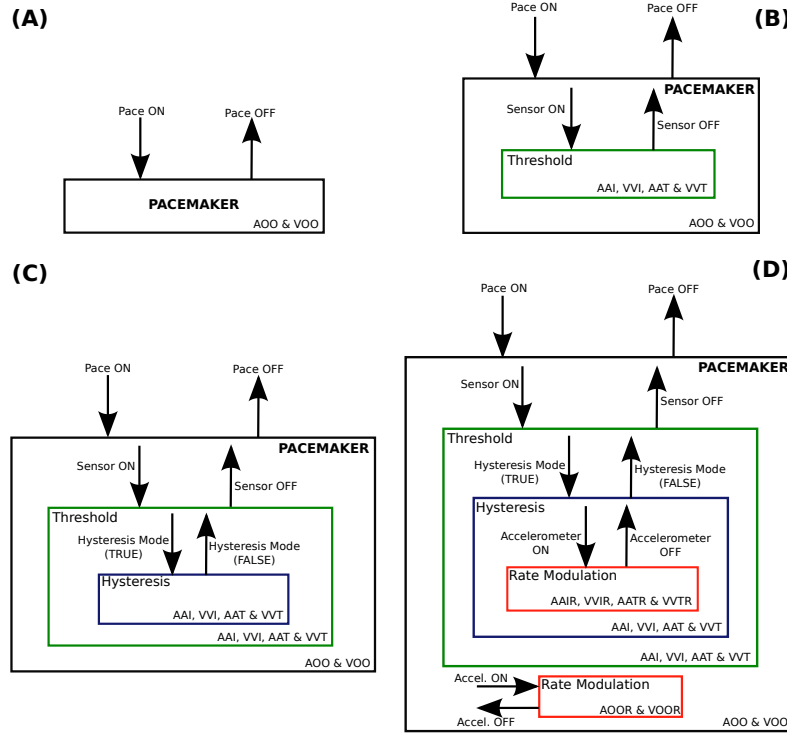 (A)
Pace ON
Pace OFF
PACEMAKER
AOO & VOO
(B)
Pace ON
Pace OFF
PACEMAKER
Sensor ON
Sensor OFF
Threshold
AAI, VVI, AAT & VVT
AOO & VOO
(C)
Pace ON
Pace OFF
PACEMAKER
Sensor ON
Sensor OFF
Threshold
Hysteresis Mode
(TRUE)
Hysteresis Mode
(FALSE)
Hysteresis
AAI, VVI, AAT & VVT
AAI, VVI, AAT & VVT
AOO & VOO
(D)
Pace ON
Pace OFF
PACEMAKER
Sensor ON
Sensor OFF
Threshold
Hysteresis Mode
(TRUE)
Hysteresis Mode
(FALSE)
Hysteresis
Accelerometer
ON
Accelerometer
OFF
Rate Modulation
AAIR, VVIR, AATR & VVTR
AAI, VVI, AAT & VVT
AAI, VVI, AAT & VVT
Accel. ON
Rate Modulation
Accel. OFF
AOOR & VOOR
AOO & VOO